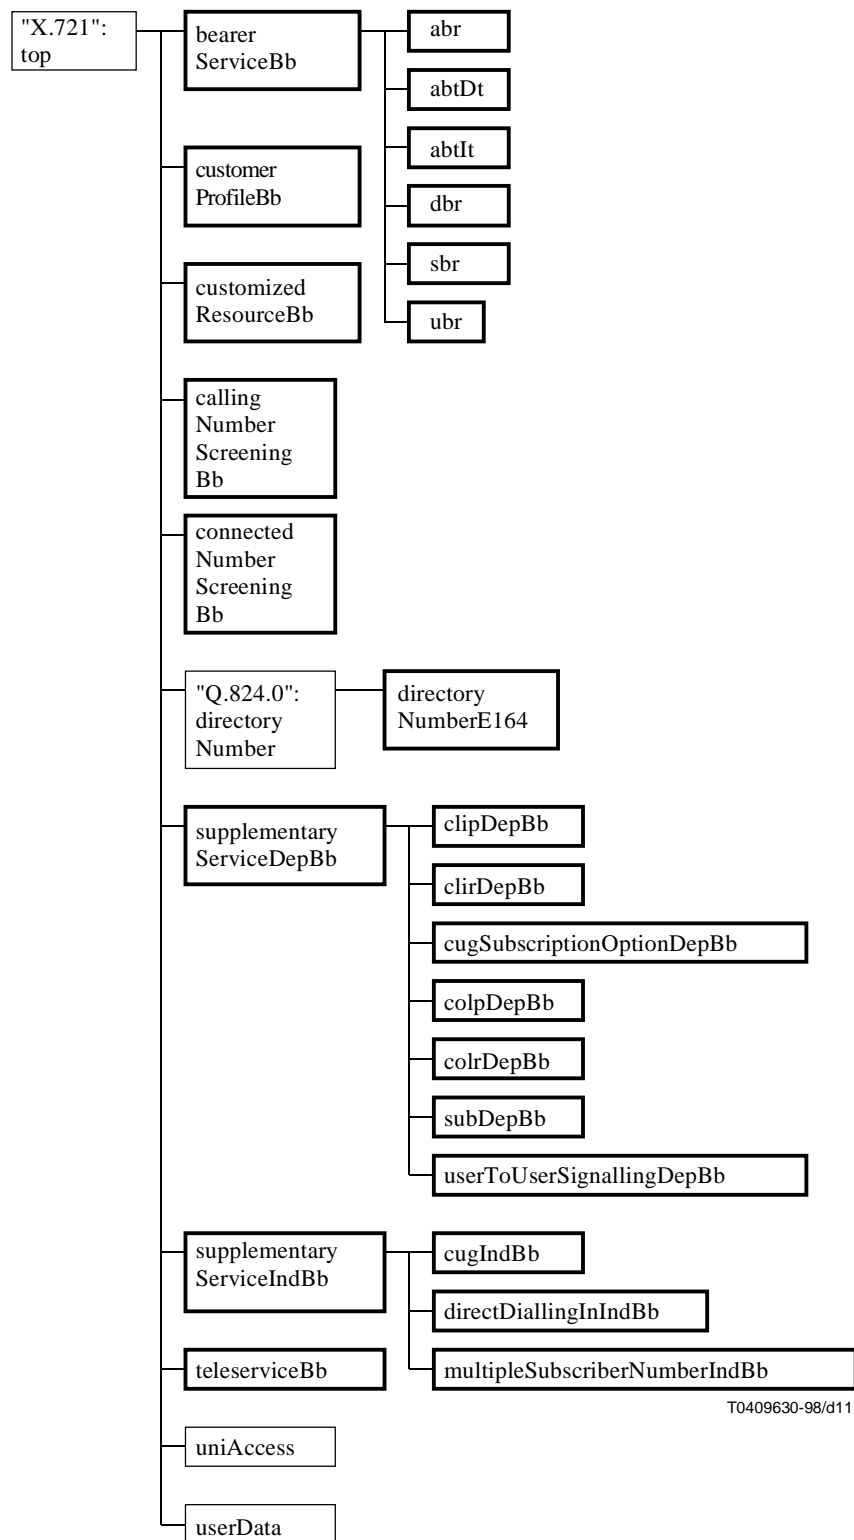 "X.721":
top
bearer
ServiceBb
abr
abtDt
abtIt
dbr
sbr
ubr
customer
ProfileBb
customized
ResourceBb
calling
Number
Screening
Bb
connected
Number
Screening
Bb
"Q.824.0":
directory
Number
directory
NumberE164
supplementary
ServiceDepBb
clipDepBb
clirDepBb
cugSubscriptionOptionDepBb
colpDepBb
colrDepBb
subDepBb
userToUserSignallingDepBb
supplementary
ServiceIndBb
cugIndBb
directDiallingInIndBb
multipleSubscriberNumberIndBb
teleserviceBb
T0409630-98/d11
uniAccess
userData